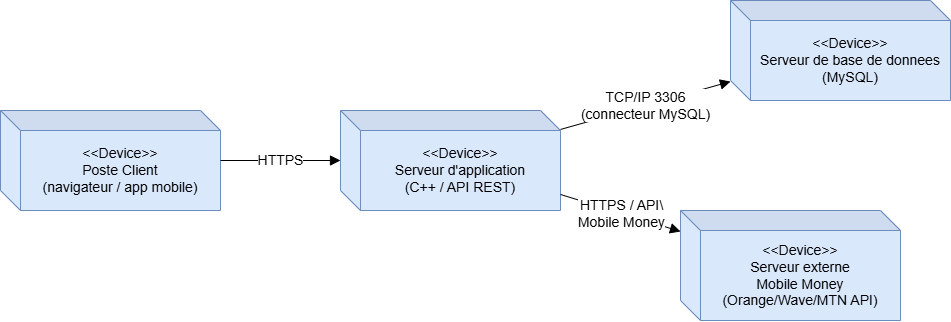 <<Device>>
Poste Client
(navigateur / app mobile)
HTTPS
<<Device>>
Serveur d'application
(C++ / API REST)
TCP/IP 3306
(connecteur MySQL)
<<Device>>
Serveur de base de donnees
(MySQL)
HTTPS / API\
Mobile Money
<<Device>>
Serveur externe
Mobile Money
(Orange/Wave/MTN API)